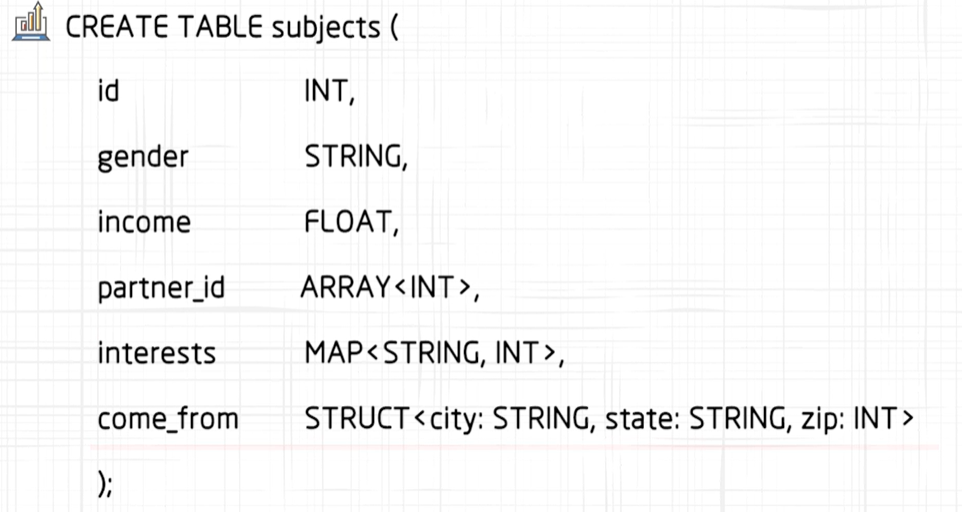 CREATE TABLE subjects (
id INT,
gender STRING,
income FLOAT,
partner_id ARRAY<INT>,
interests MAP<STRING, INT>,
come_from STRUCT<city: STRING, state: STRING, zip: INT>
);